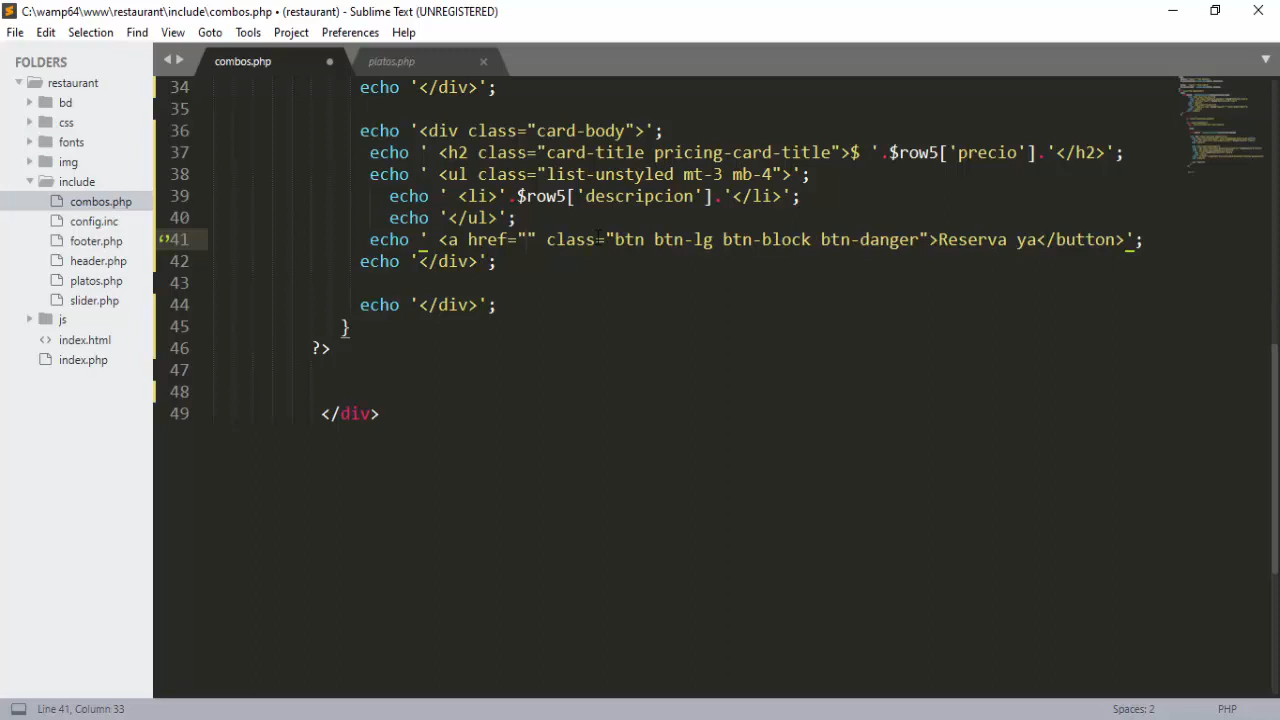 C:\wamp64\www\restaurant\include\combos.php • (restaurant) - Sublime Text (UNREGISTERED)
File Edit Selection Find View Goto Tools Project Preferences Help
FOLDERS
restaurant
bd
css
fonts
img
include
combos.php
config.inc
footer.php
header.php
platos.php
slider.php
js
index.html
index.php
combos.php
platos.php
34 echo '</div>';
35
36 echo '<div class="card-body">';
37 echo ' <h2 class="card-title pricing-card-title">$ '.$row5['precio'].'</h2>';
38 echo ' <ul class="list-unstyled mt-3 mb-4">';
39 echo ' <li>'.$row5['descripcion'].'</li>';
40 echo '</ul>';
41 echo ' <a href="" class="btn btn-lg btn-block btn-danger">Reserva ya</button>';
42 echo '</div>';
43
44 echo '</div>';
45 }
46 ?>
47
48
49 </div>
Line 41, Column 33
Spaces: 2
PHP